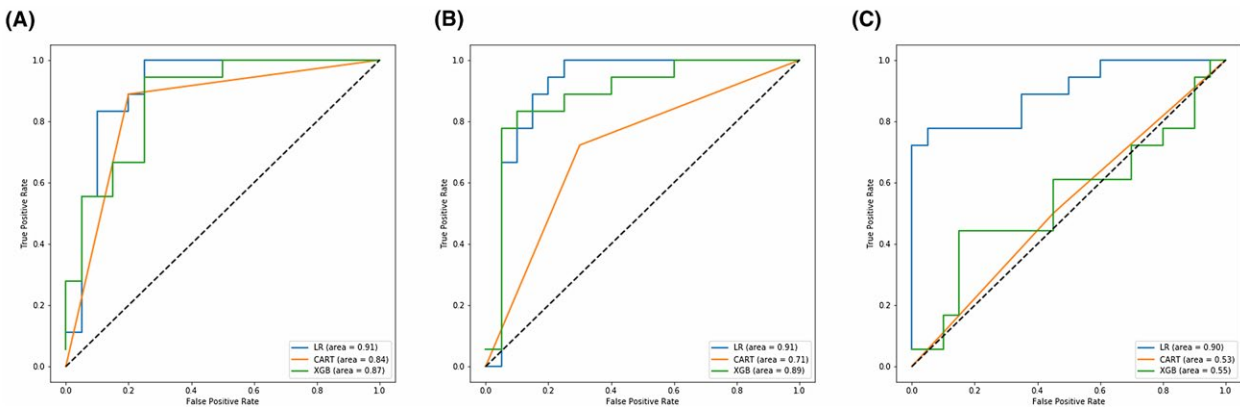 (A)
1.0
0.8
0.6
0.4
0.2
0.0
True Positive Rate
0.0 0.2 0.4 0.6 0.8 1.0
False Positive Rate
LR (area = 0.91)
CART (area = 0.84)
XGB (area = 0.87)
(B)
1.0
0.8
0.6
0.4
0.2
0.0
True Positive Rate
0.0 0.2 0.4 0.6 0.8 1.0
False Positive Rate
LR (area = 0.91)
CART (area = 0.71)
XGB (area = 0.89)
(C)
1.0
0.8
0.6
0.4
0.2
0.0
True Positive Rate
0.0 0.2 0.4 0.6 0.8 1.0
False Positive Rate
LR (area = 0.90)
CART (area = 0.53)
XGB (area = 0.55)